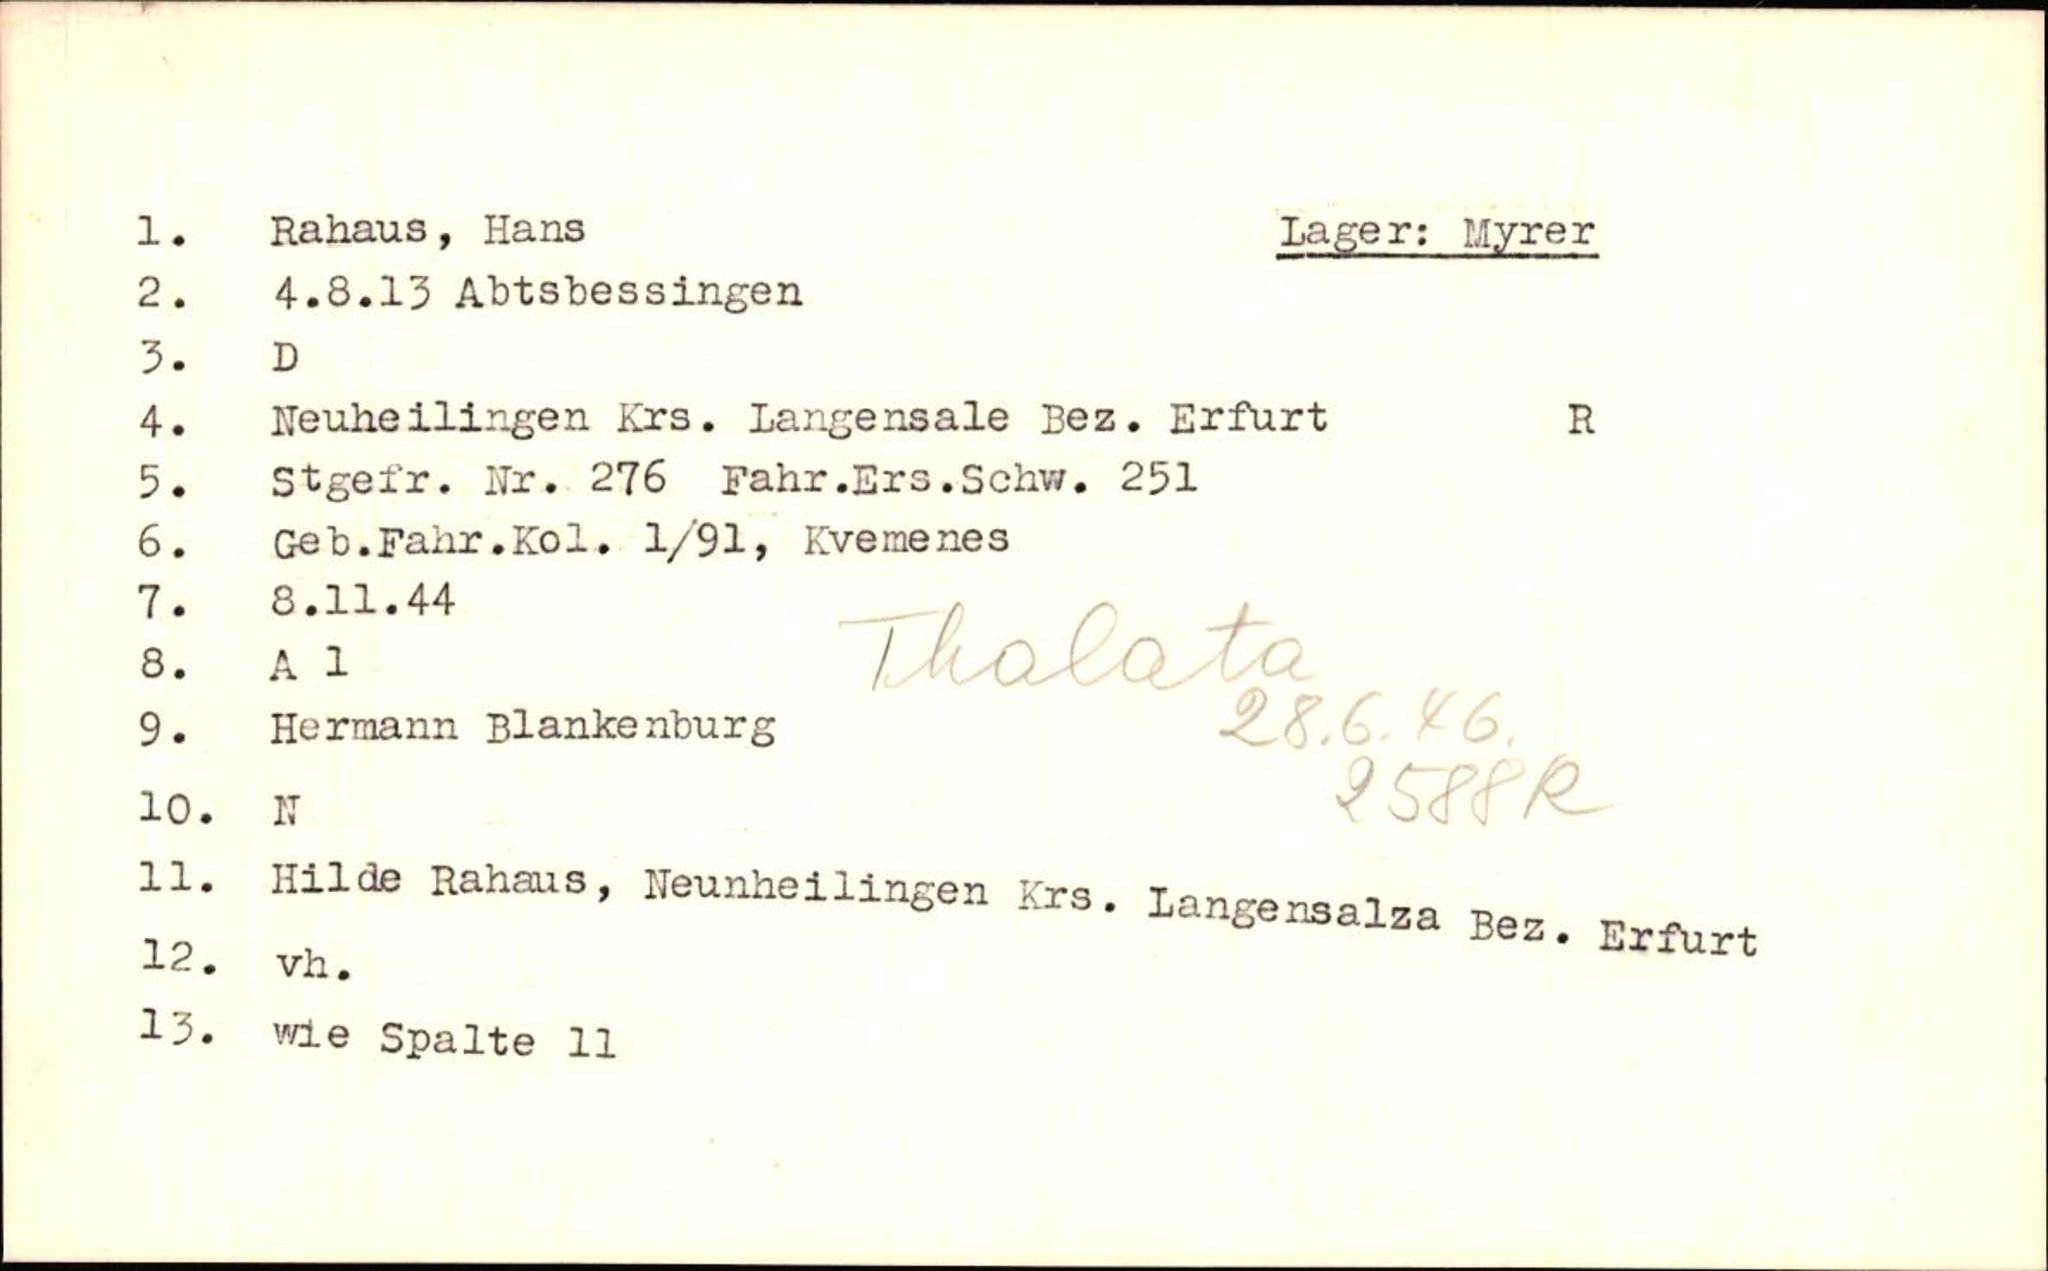 1. Rahaus, Hans Lager: Myrer
2. 4.8.13 Abtsbessingen
3. D
4. Neuheilingen Krs. Langensale Bez. Erfurt R
5. Stgefr. Nr. 276 Fahr.Ers.Schw. 251
6. Geb.Fahr.Kol. 1/91, Kvemenes
7. 8.11.44
Thalata
8. A 1
28.6.46.
9. Hermann Blankenburg
2588R
10. N
11. Hilde Rahaus, Neunheilingen Krs. Langensalza Bez. Erfurt
12. vh.
13. wie Spalte 11